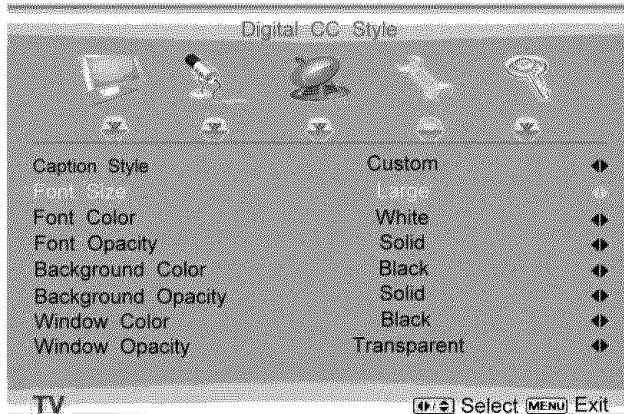 Digital CC Style
Caption Style Custom
Font Size Large
Font Color White
Font Opacity Solid
Background Color Black
Background Opacity Solid
Window Color Black
Window Opacity Transparent
TV Select MENU Exit